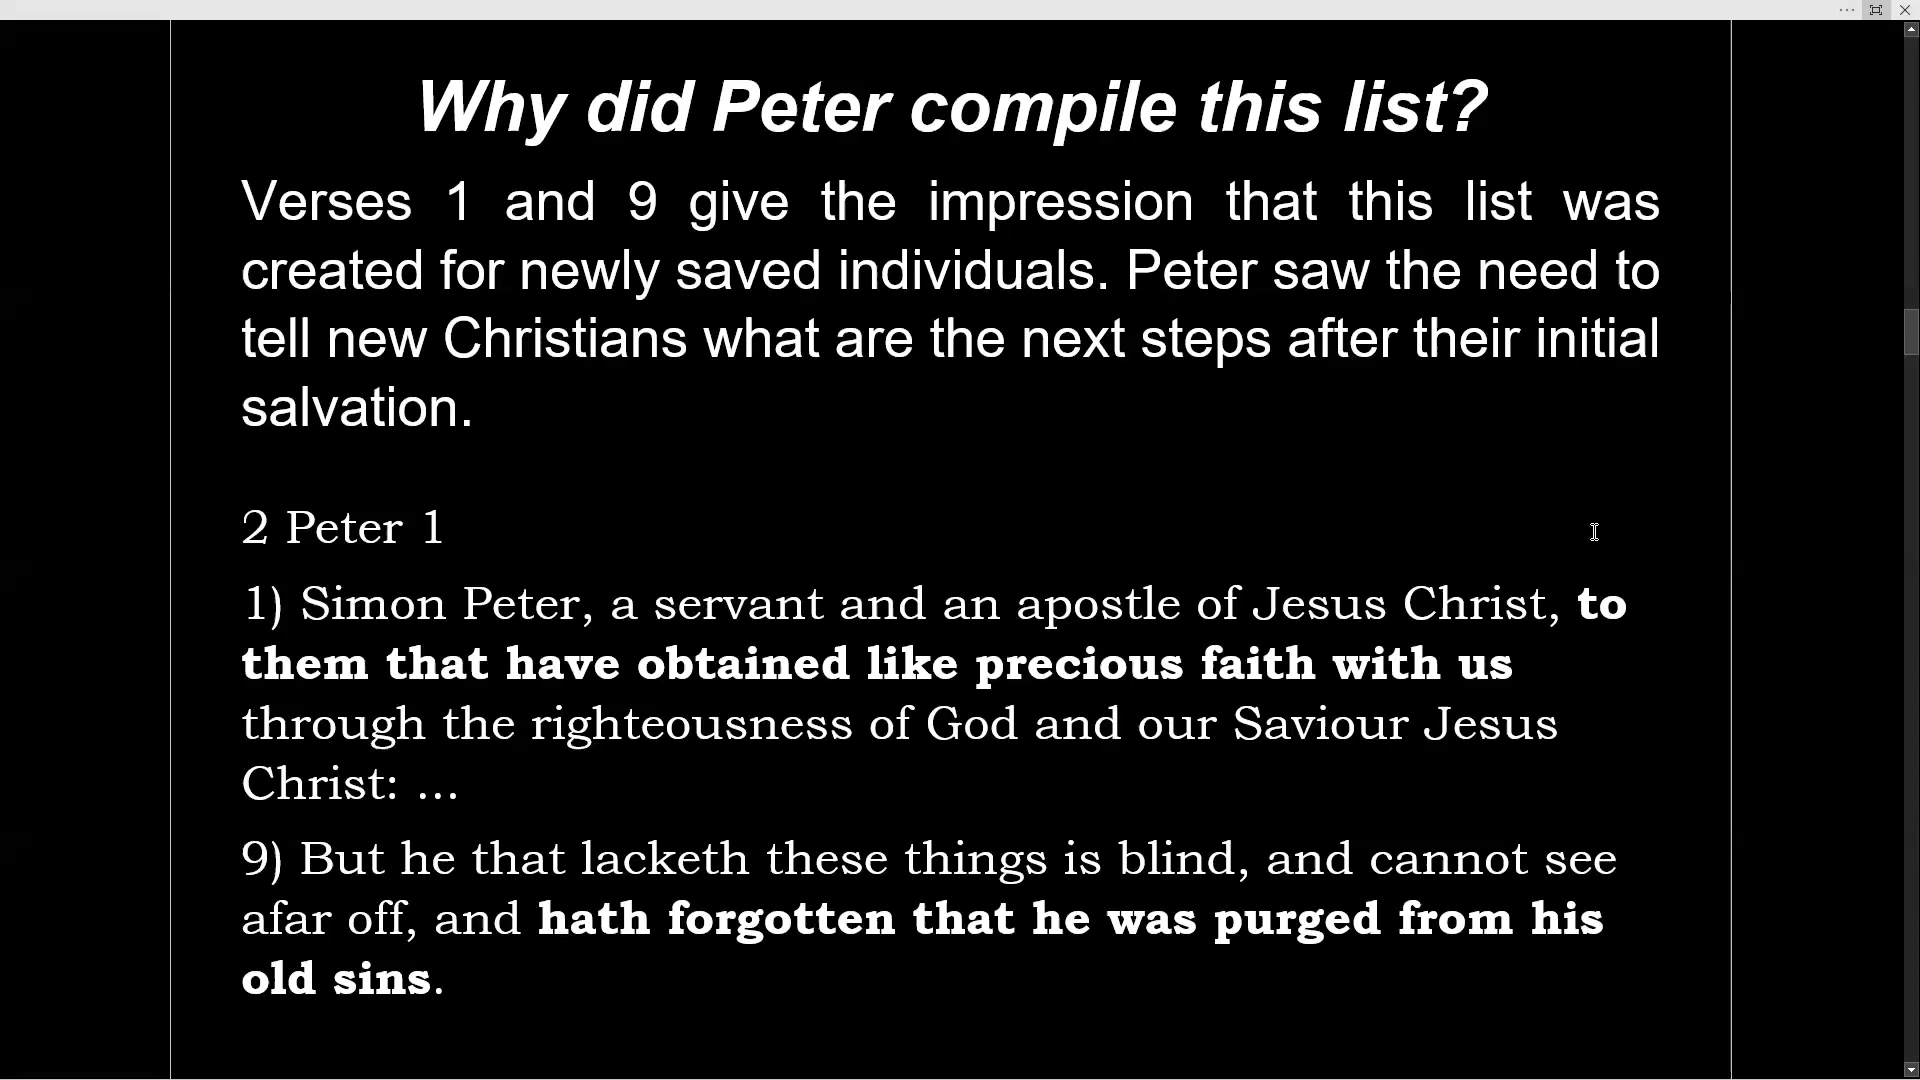 Why did Peter compile this list?
Verses 1 and 9 give the impression that this list was
created for newly saved individuals. Peter saw the need to
tell new Christians what are the next steps after their initial
salvation.
2 Peter 1
1) Simon Peter, a servant and an apostle of Jesus Christ, to
them that have obtained like precious faith with us
through the righteousness of God and our Saviour Jesus
Christ: ...
9) But he that lacketh these things is blind, and cannot see
afar off, and hath forgotten that he was purged from his
old sins.